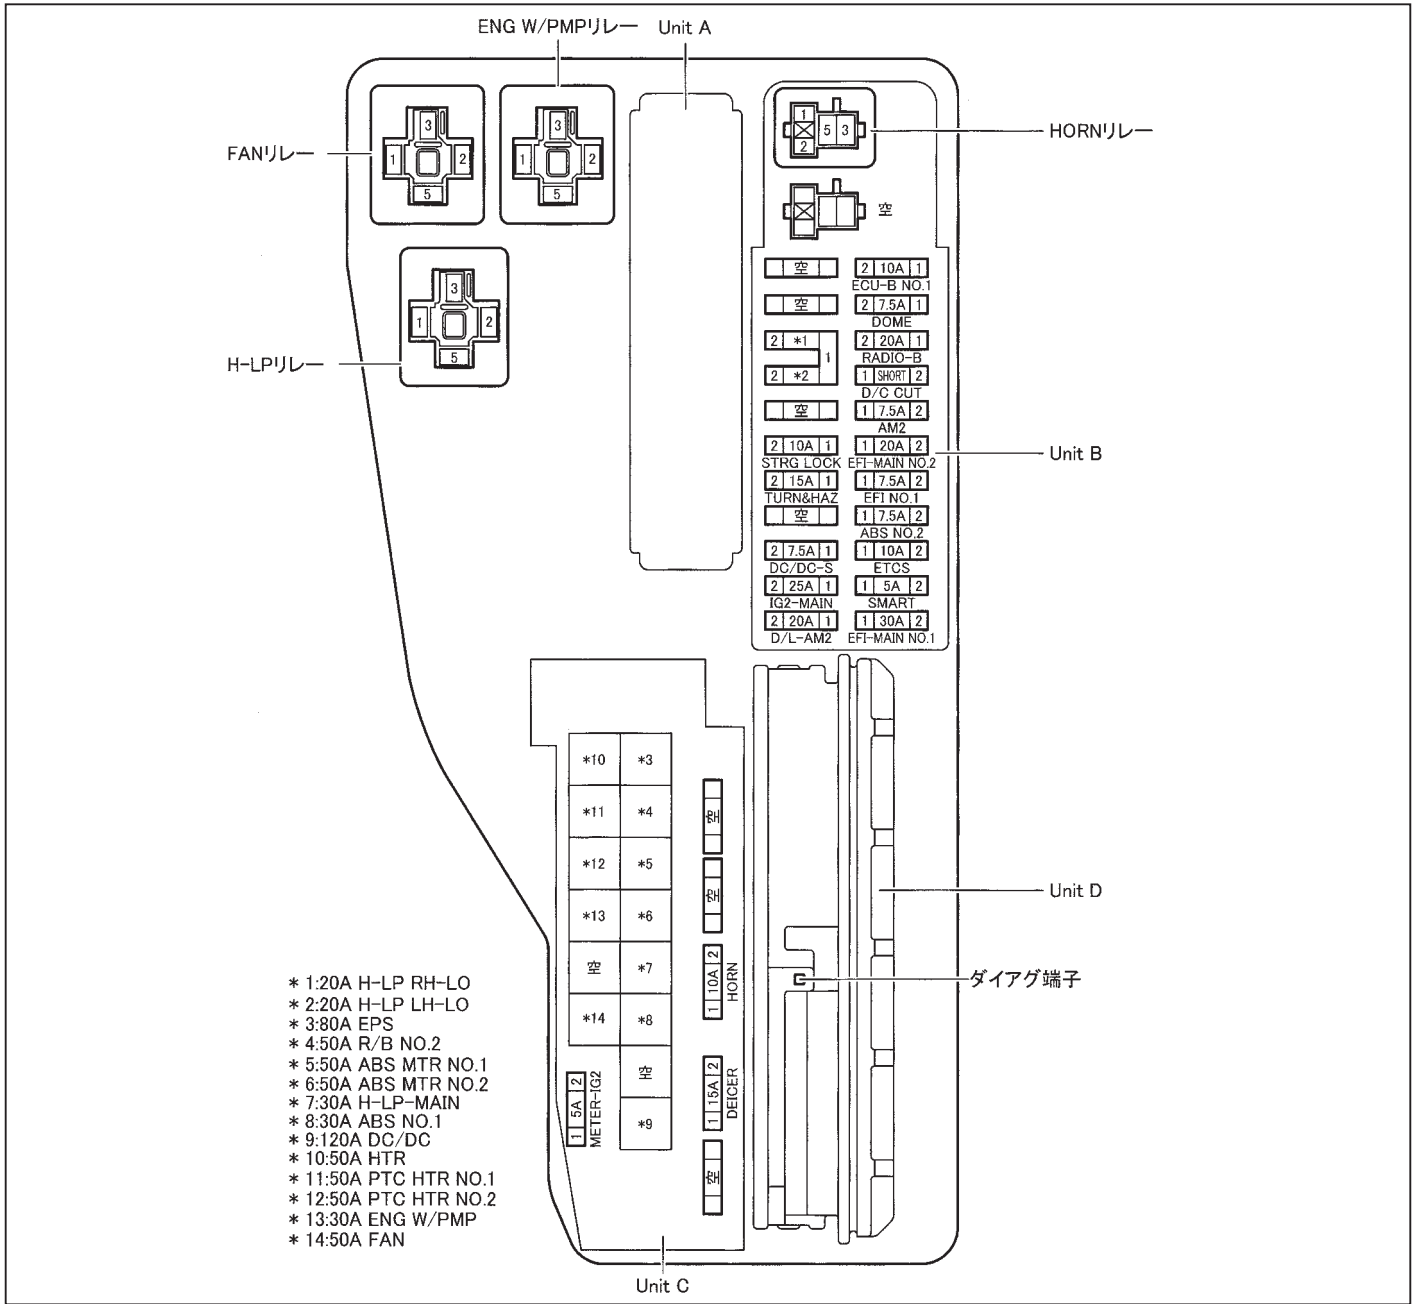 ENG W/PMPリレー
Unit A
FANリレー
3
1
2
5
3
1
2
5
1
2
5 3
HORNリレー
空
H-LPリレー
3
1
2
5
空
2 10A 1
ECU-B NO.1
空
2 7.5A 1
DOME
2 *1
1
2 20A 1
RADIO-B
2 *2
1 SHORT 2
D/C CUT
空
1 7.5A 2
AM2
2 10A 1
STRG LOCK
1 20A 2
EFI-MAIN NO.2
Unit B
2 15A 1
TURN&HAZ
1 7.5A 2
EFI NO.1
空
1 7.5A 2
ABS NO.2
2 7.5A 1
DC/DC-S
1 10A 2
ETCS
2 25A 1
IG2-MAIN
1 5A 2
SMART
2 20A 1
D/L-AM2
1 30A 2
EFI-MAIN NO.1
*10 *3
*11 *4
*12 *5
*13 *6
空 *7
*14 *8
空
*9
空
空
1 10A 2
HORN
1 15A 2
DEICER
空
1 5A 2
METER-IG2
Unit D
ダイアグ端子
* 1:20A H-LP RH-LO
* 2:20A H-LP LH-LO
* 3:80A EPS
* 4:50A R/B NO.2
* 5:50A ABS MTR NO.1
* 6:50A ABS MTR NO.2
* 7:30A H-LP-MAIN
* 8:30A ABS NO.1
* 9:120A DC/DC
* 10:50A HTR
* 11:50A PTC HTR NO.1
* 12:50A PTC HTR NO.2
* 13:30A ENG W/PMP
* 14:50A FAN
Unit C